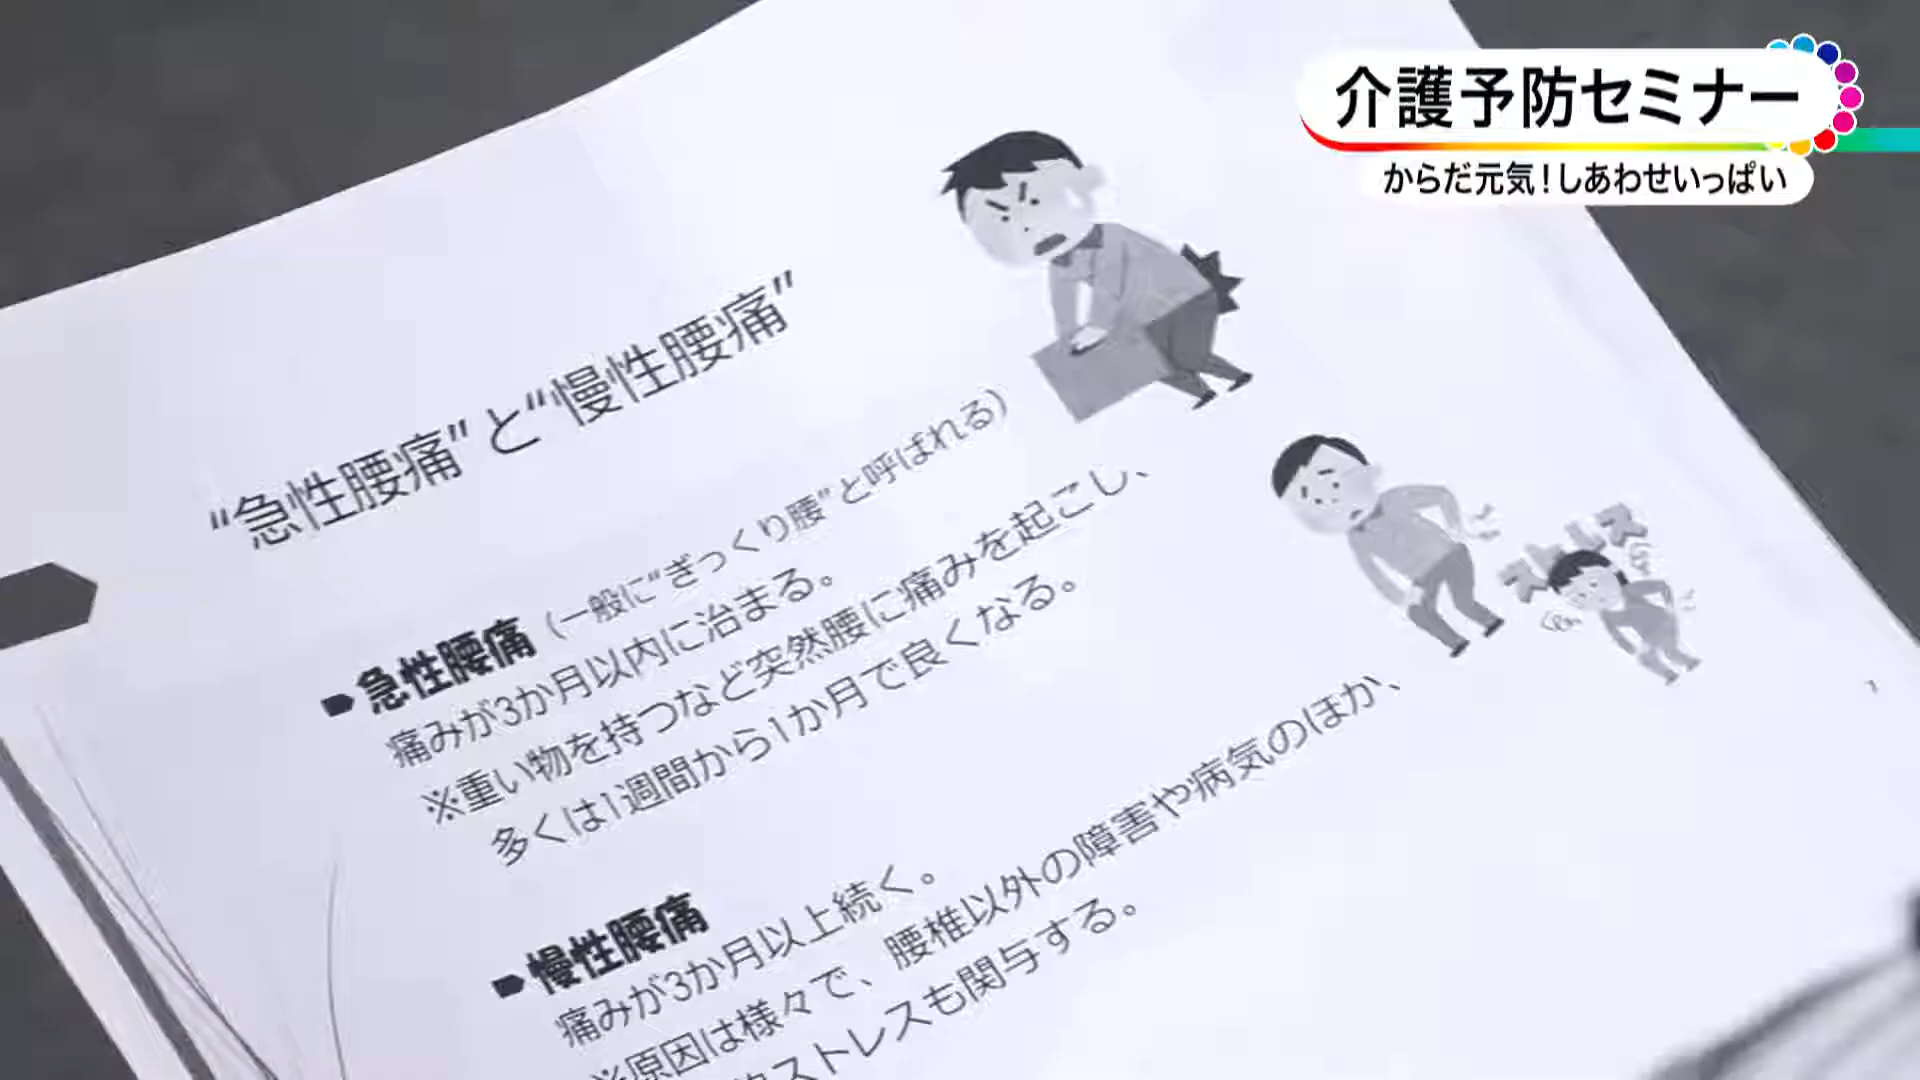 介護予防セミナー
からだ元気！しあわせいっぱい
“急性腰痛”と“慢性腰痛”
➡急性腰痛（一般に“ぎっくり腰”と呼ばれる）
痛みが3か月以内に治まる。
※重い物を持つなど突然腰に痛みを起こし、
多くは1週間から1か月で良くなる。
ストレス
➡慢性腰痛
痛みが3か月以上続く。
※原因は様々で、腰椎以外の障害や病気のほか、
ストレスも関与する。